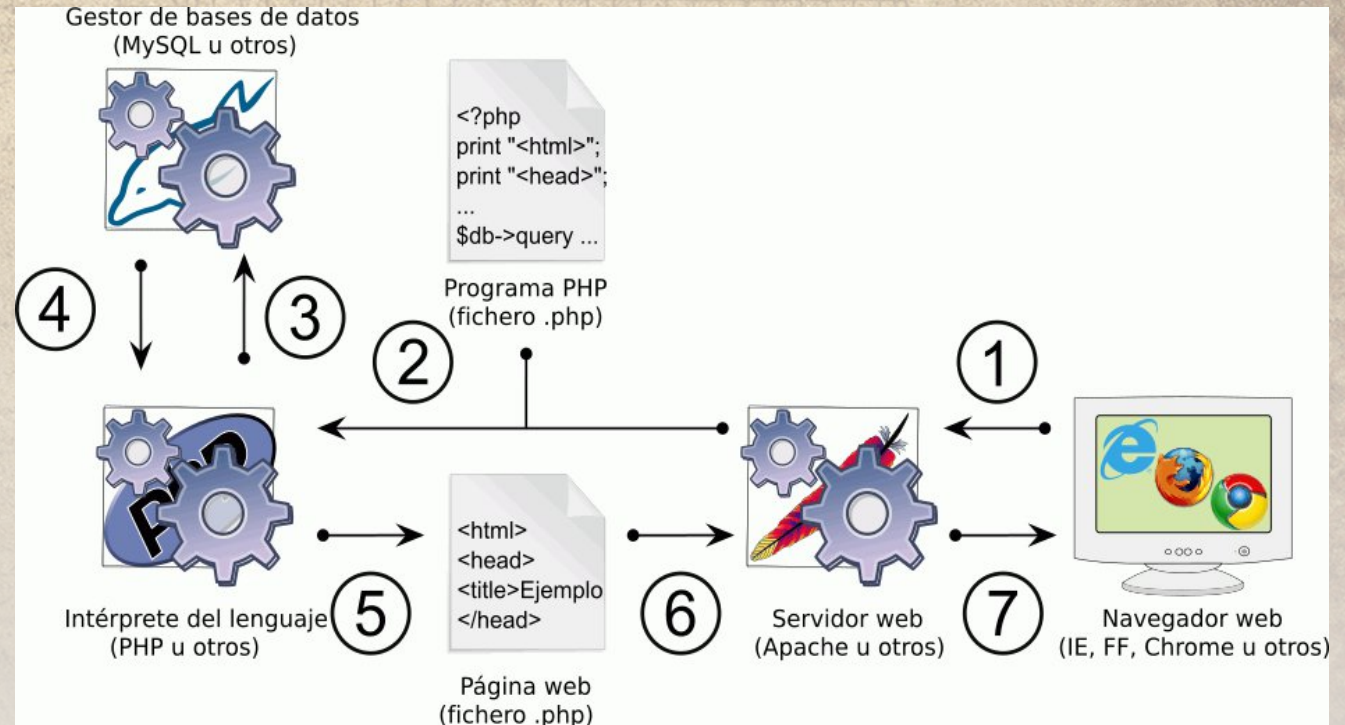 Gestor de bases de datos
(MySQL u otros)
<?php
print "<html>";
print "<head>";
...
$db->query ...
Programa PHP
(fichero .php)
4
3
2
1
<html>
<head>
<title>Ejemplo
</head>
Intérprete del lenguaje
(PHP u otros)
5
6
Servidor web
(Apache u otros)
7
Navegador web
(IE, FF, Chrome u otros)
Página web
(fichero .php)